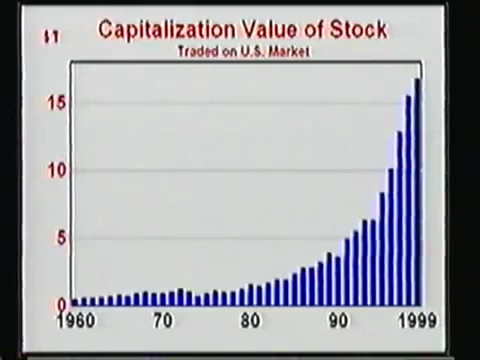 $T
Capitalization Value of Stock
Traded on U.S. Market
15
10
5
0
1960 70 80 90 1999